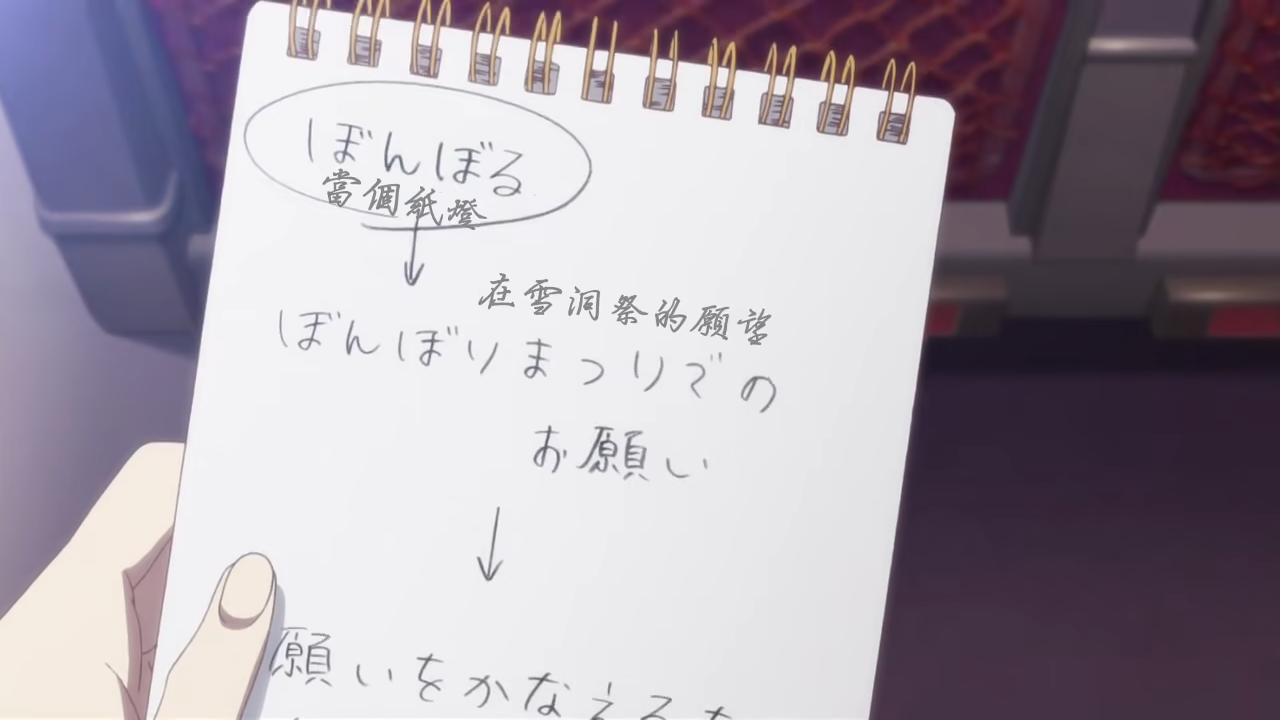 ぼんぼる
當個紙燈
在雪洞祭的願望
ぼんぼりまつりでの
お願い
願いをかなえる